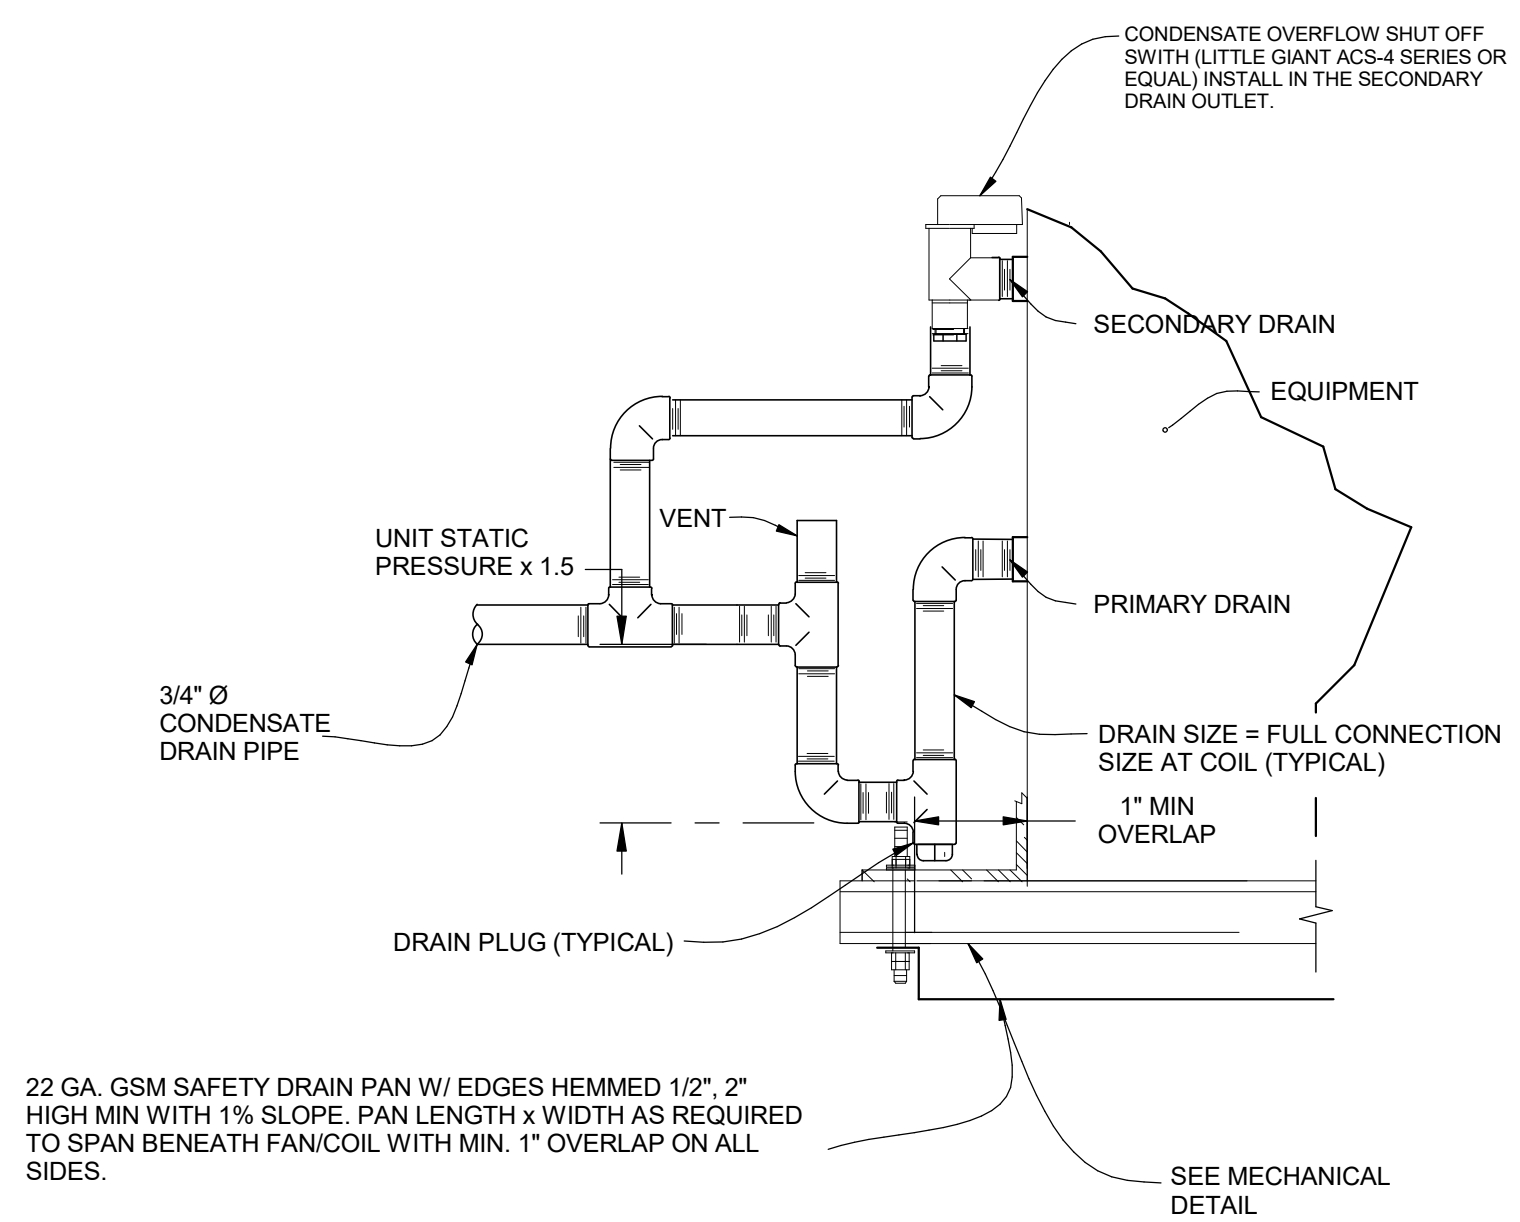 CONDENSATE OVERFLOW SHUT OFF
SWITH (LITTLE GIANT ACS-4 SERIES OR
EQUAL) INSTALL IN THE SECONDARY
DRAIN OUTLET.
SECONDARY DRAIN
EQUIPMENT
VENT
UNIT STATIC
PRESSURE x 1.5
PRIMARY DRAIN
3/4" Ø
CONDENSATE
DRAIN PIPE
DRAIN SIZE = FULL CONNECTION
SIZE AT COIL (TYPICAL)
1" MIN
OVERLAP
DRAIN PLUG (TYPICAL)
22 GA. GSM SAFETY DRAIN PAN W/ EDGES HEMMED 1/2", 2"
HIGH MIN WITH 1% SLOPE. PAN LENGTH x WIDTH AS REQUIRED
TO SPAN BENEATH FAN/COIL WITH MIN. 1" OVERLAP ON ALL
SIDES.
SEE MECHANICAL
DETAIL